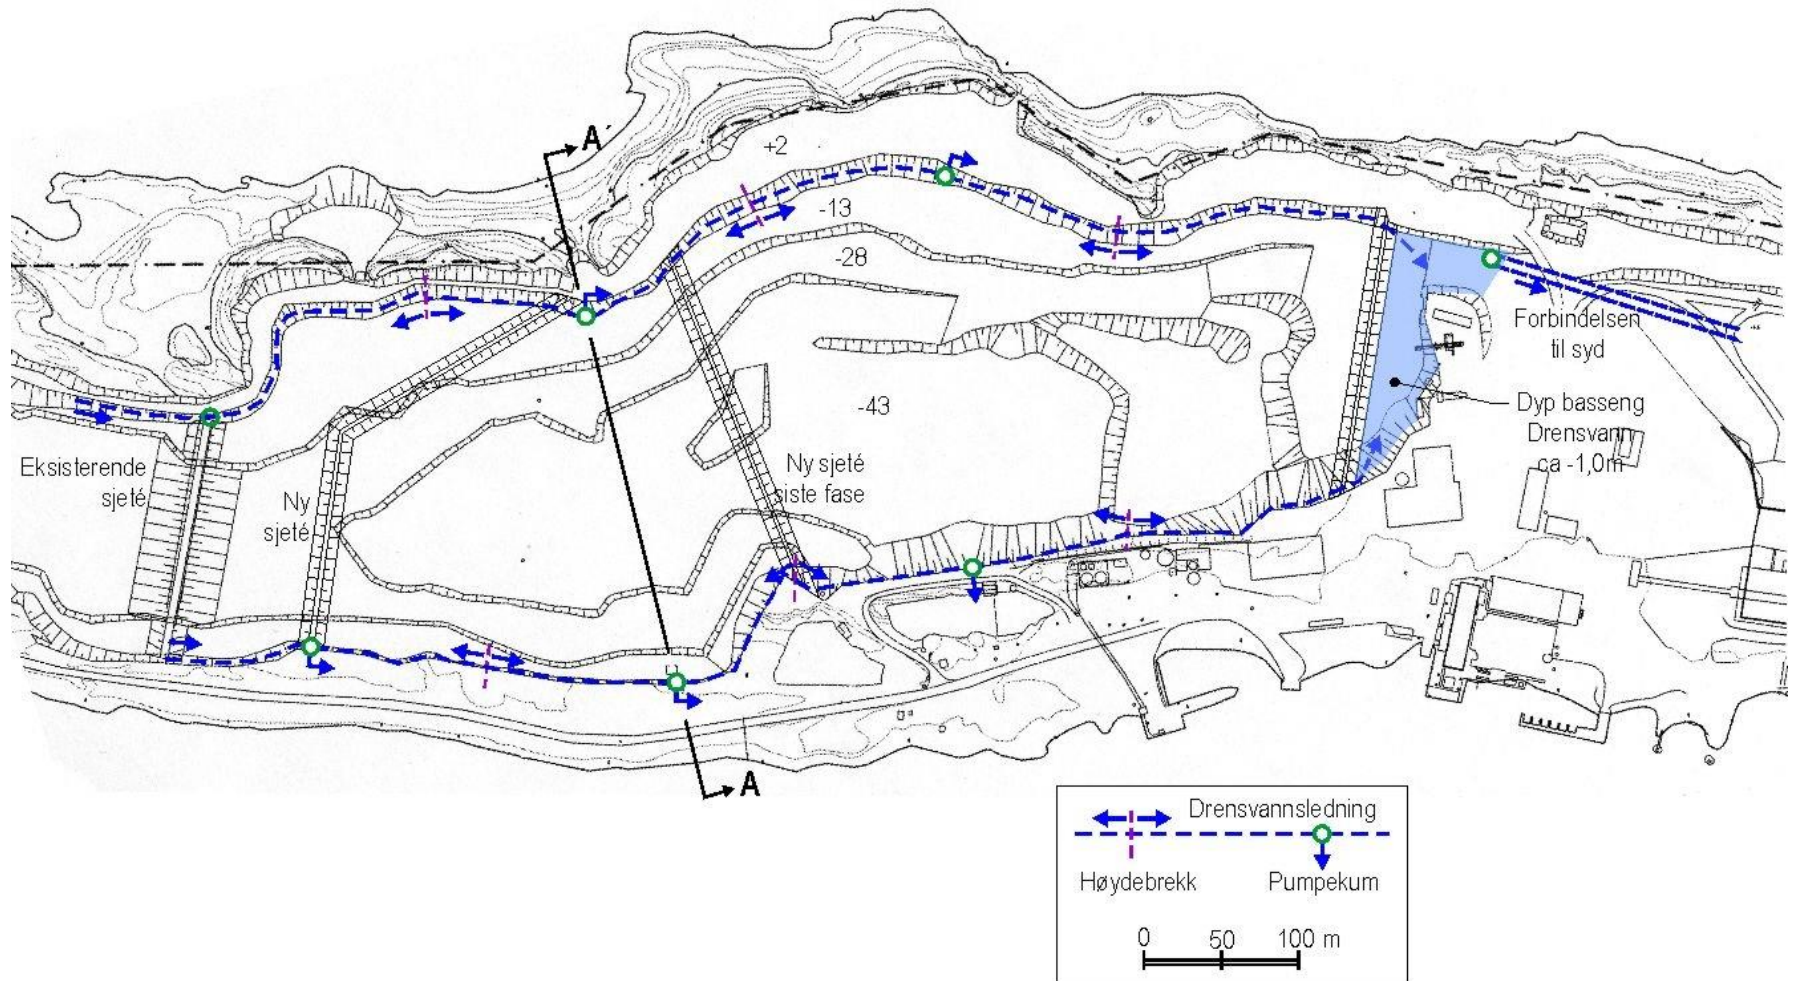 A
+2
-13
-28
Forbindelsen
til syd
-43
Dyp basseng
Drensvann
ca -1,0m
Eksisterende
sjeté
Ny
sjeté
Ny sjeté
siste fase
A
Drensvannsledning
Høydebrekk
Pumpekum
0 50 100 m